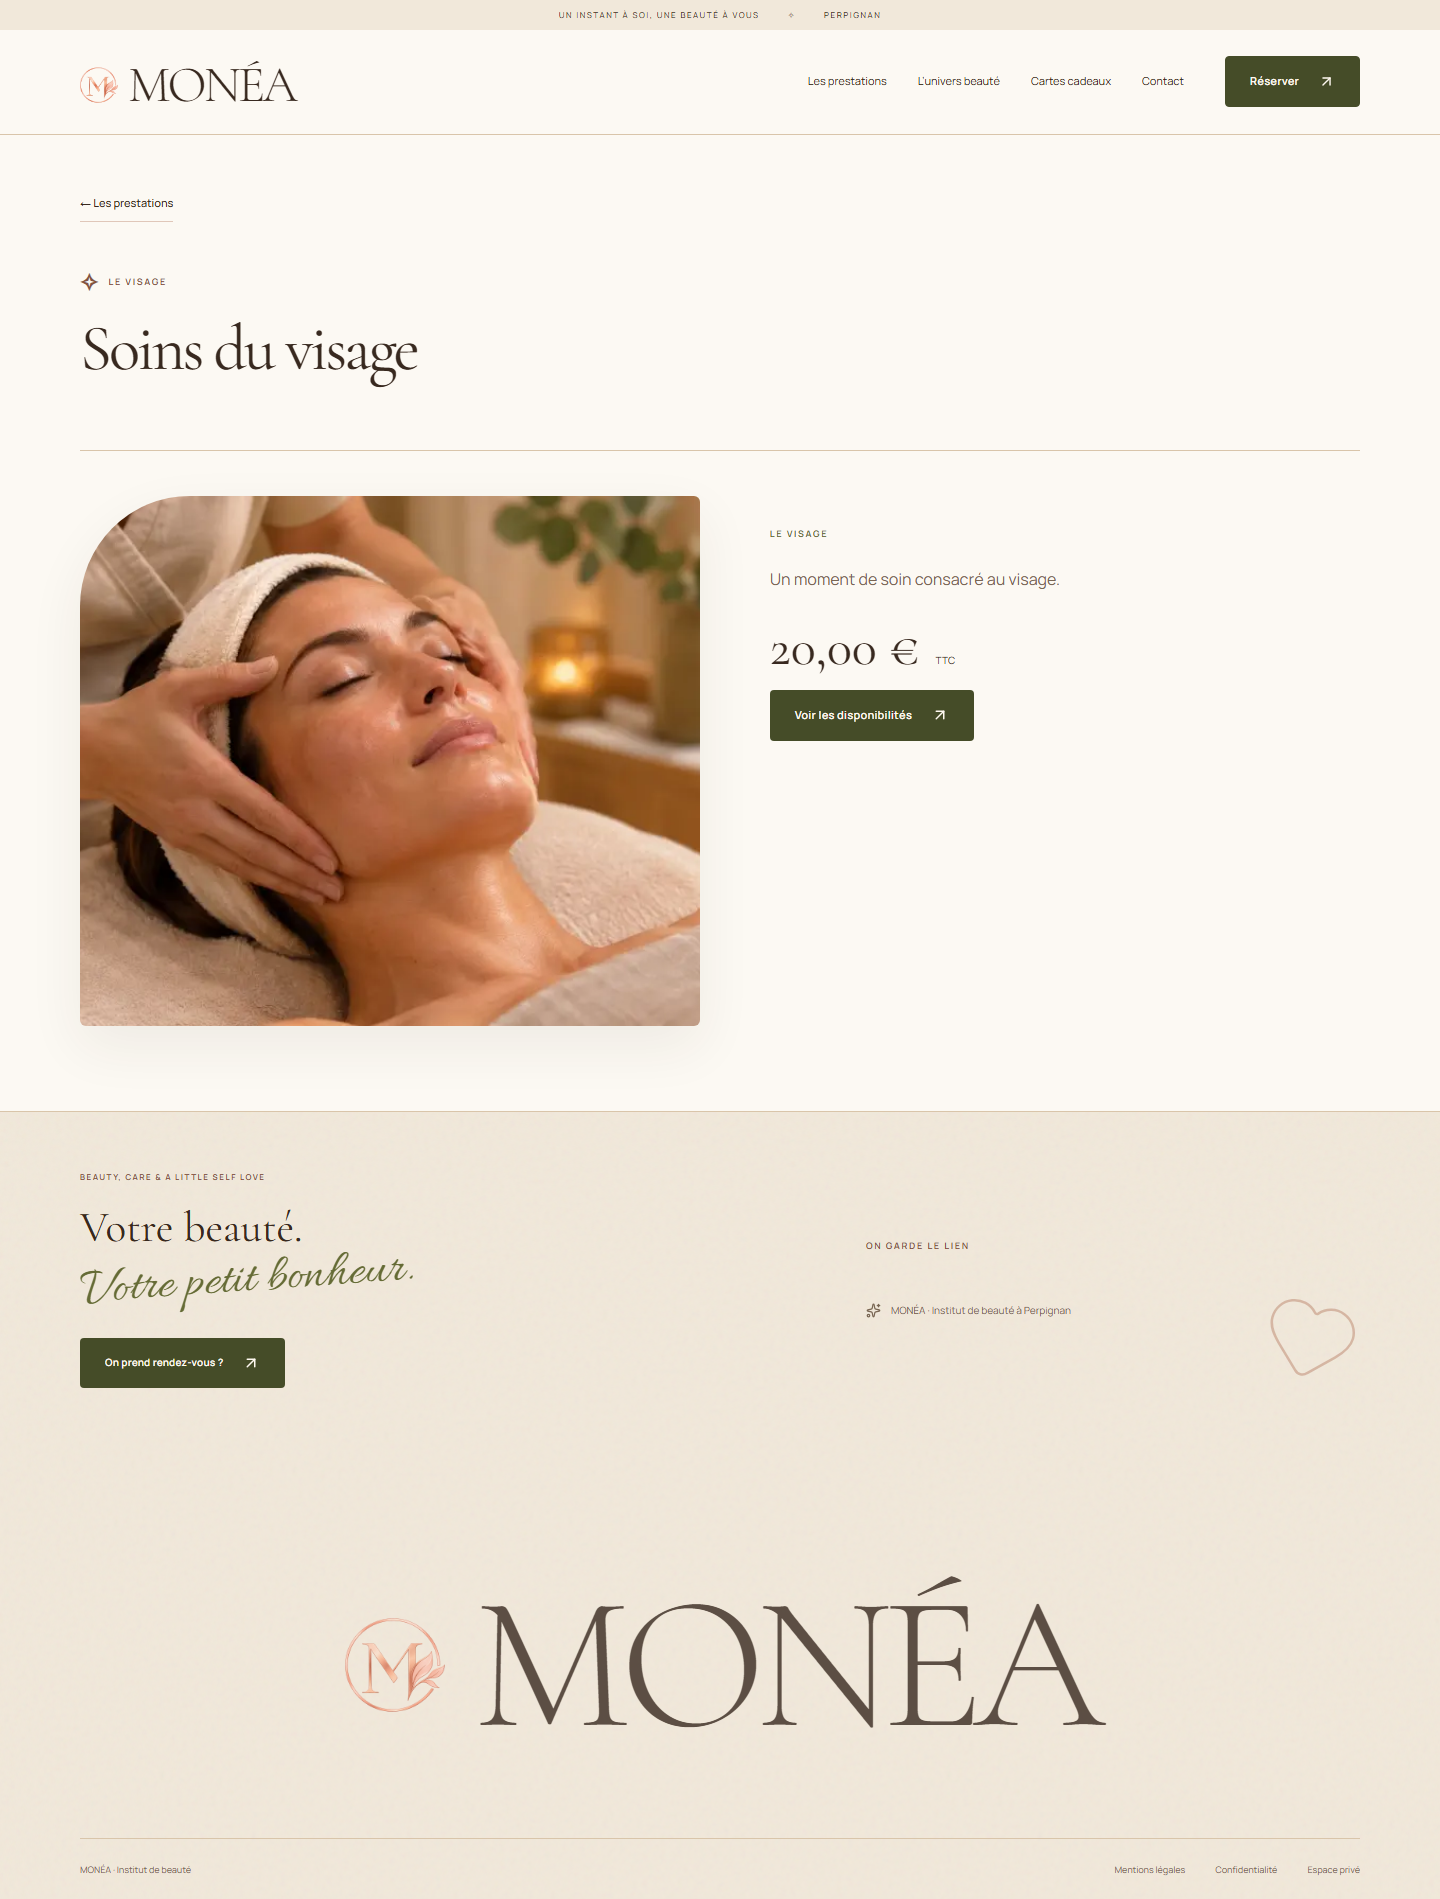 UN INSTANT À SOI, UNE BEAUTÉ À VOUS ✧ PERPIGNAN
MONÉA
Les prestations
L'univers beauté
Cartes cadeaux
Contact
Réserver
← Les prestations
LE VISAGE
Soins du visage
LE VISAGE
Un moment de soin consacré au visage.
20,00 € TTC
Voir les disponibilités
BEAUTY, CARE & A LITTLE SELF LOVE
Votre beauté.
Votre petit bonheur.
On prend rendez-vous ?
ON GARDE LE LIEN
MONÉA · Institut de beauté à Perpignan
M MONÉA
MONÉA · Institut de beauté
Mentions légales
Confidentialité
Espace privé